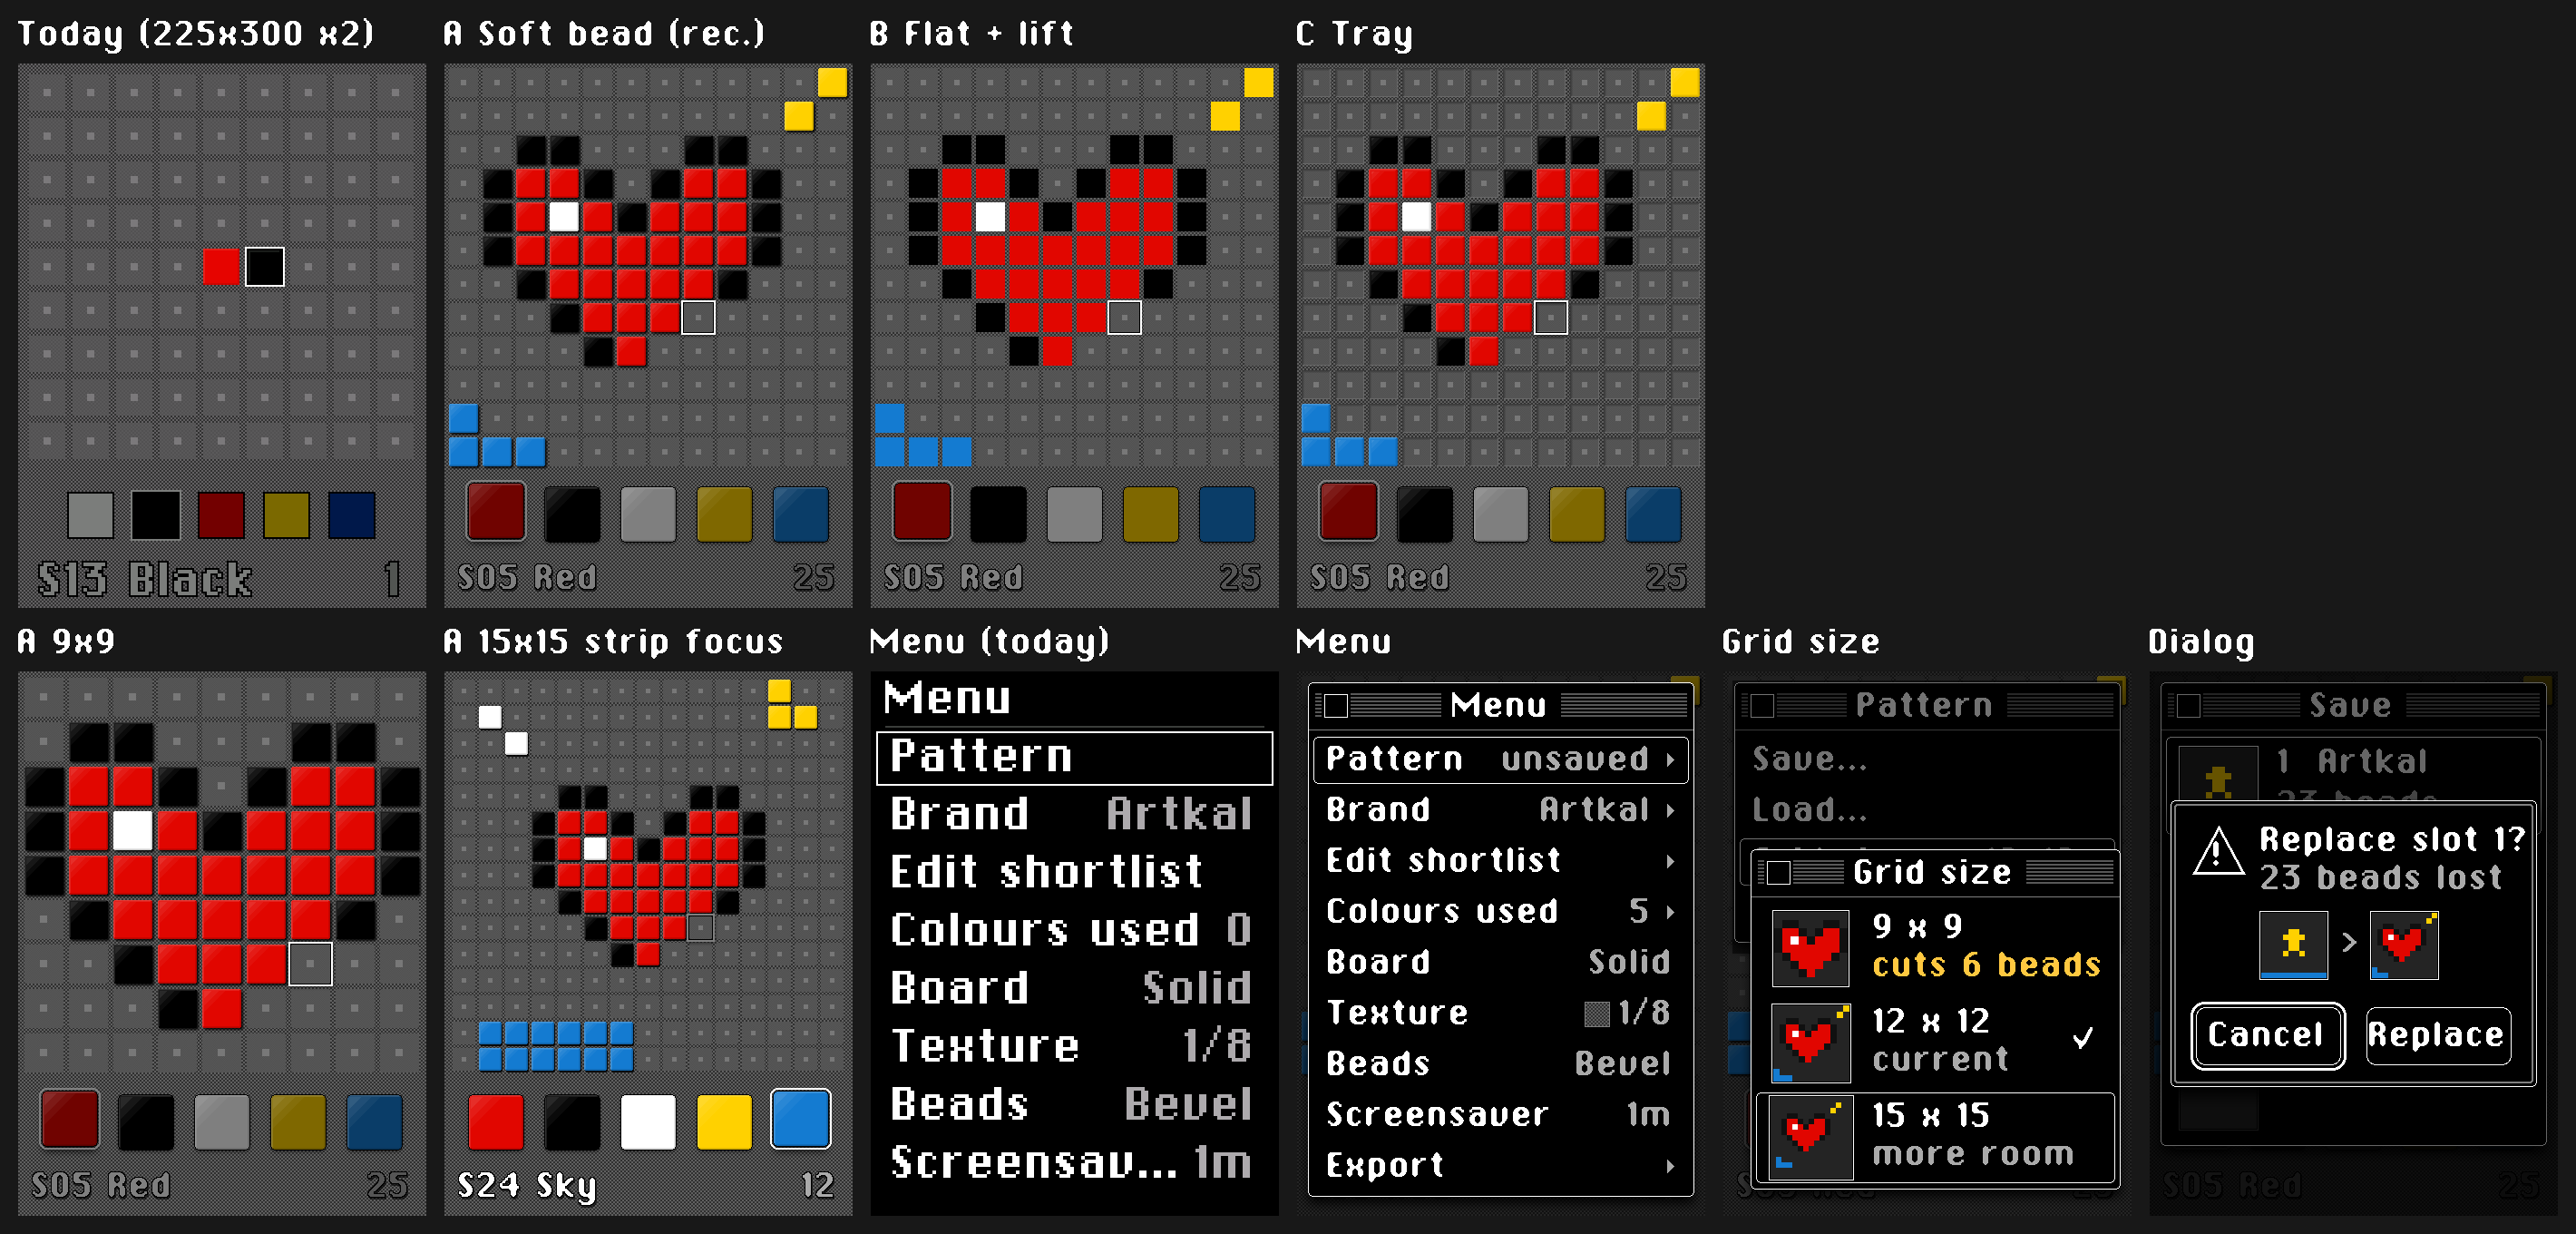 Today (225x300 x2)
A Soft bead (rec.)
B Flat + lift
C Tray
S13 Black 1
S05 Red 25
S05 Red 25
S05 Red 25
A 9x9
A 15x15 strip focus
Menu (today)
Menu
Grid size
Dialog
S05 Red 25
S24 Sky 12
Menu
Pattern
Brand Artkal
Edit shortlist
Colours used 0
Board Solid
Texture 1/8
Beads Bevel
Screensav... 1m
Menu
Pattern unsaved
Brand Artkal
Edit shortlist
Colours used 5
Board Solid
Texture 1/8
Beads Bevel
Screensaver 1m
Export
Pattern
Save...
Load...
Grid size
9 x 9
cuts 6 beads
12 x 12
current
15 x 15
more room
Save
1 Artkal
23 beads
Replace slot 1?
23 beads lost
>
Cancel Replace
S05 Red 25